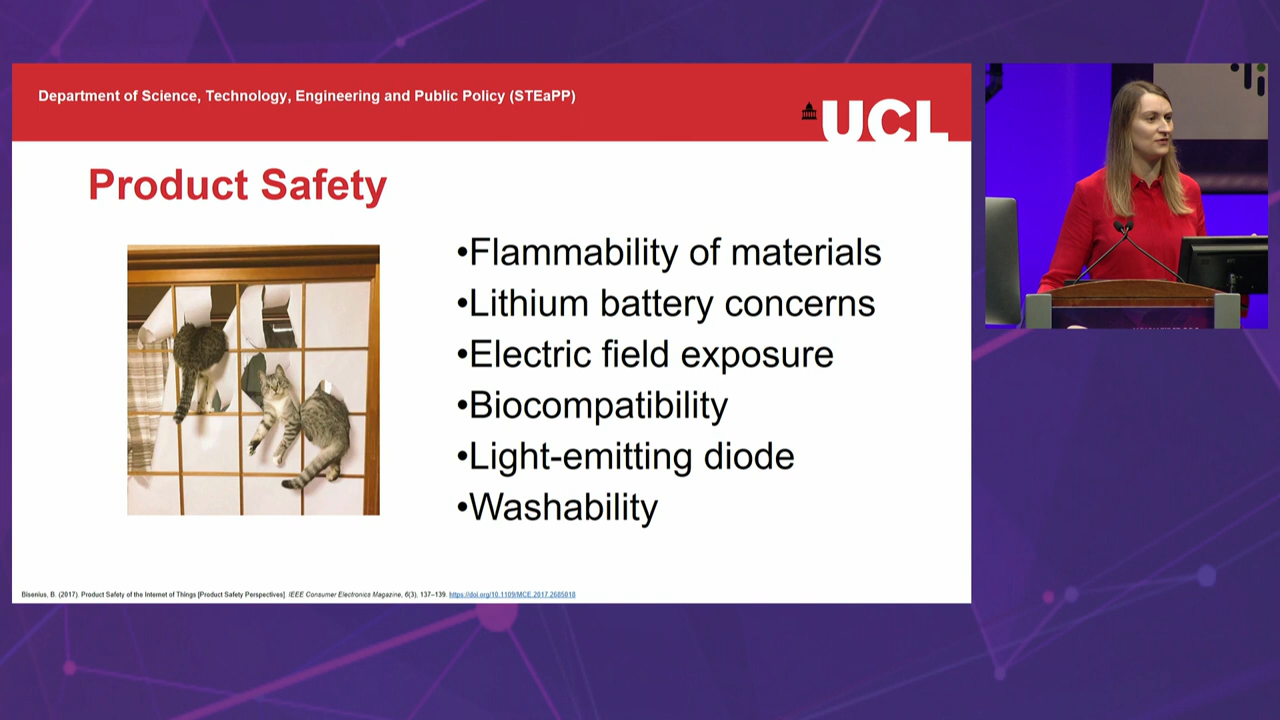 Department of Science, Technology, Engineering and Public Policy (STEaPP)
UCL
Product Safety
•Flammability of materials
•Lithium battery concerns
•Electric field exposure
•Biocompatibility
•Light-emitting diode
•Washability
Bisenius, B. (2017). Product Safety of the Internet of Things [Product Safety Perspectives]. IEEE Consumer Electronics Magazine, 6(3), 137–139. https://doi.org/10.1109/MCE.2017.2685018